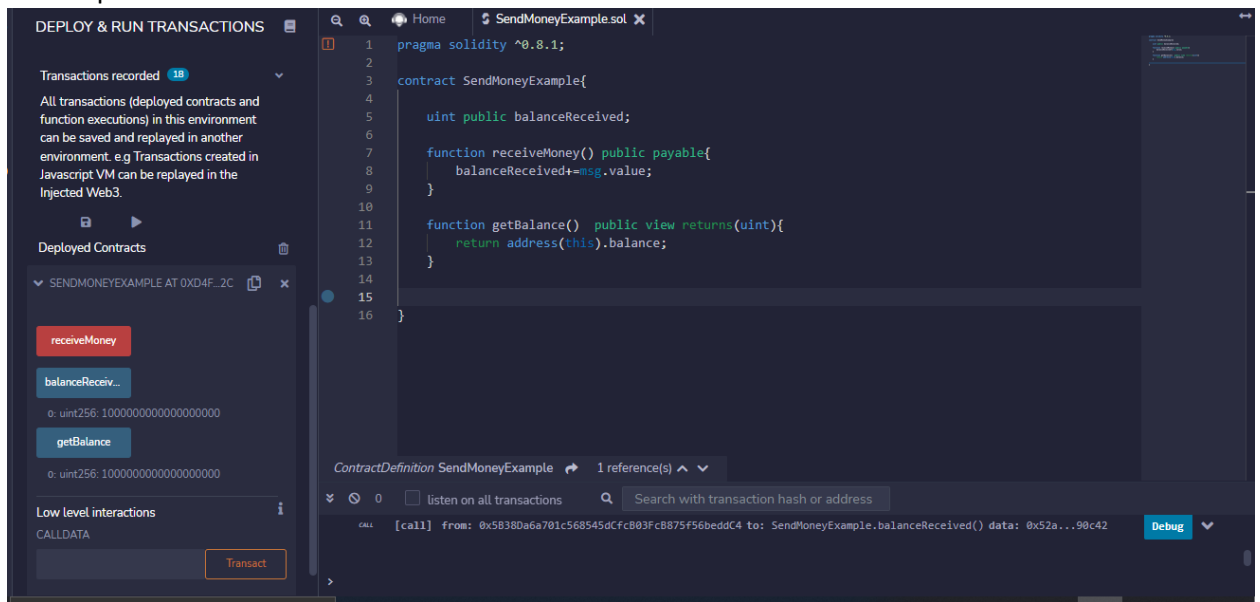 DEPLOY & RUN TRANSACTIONS
Transactions recorded 18
All transactions (deployed contracts and
function executions) in this environment
can be saved and replayed in another
environment. e.g Transactions created in
Javascript VM can be replayed in the
Injected Web3.
Deployed Contracts
SENDMONEYEXAMPLE AT 0XD4F...2C
receiveMoney
balanceReceiv...
0: uint256: 1000000000000000000
getBalance
0: uint256: 1000000000000000000
Low level interactions
i
CALLDATA
Transact
Home
SendMoneyExample.sol
1 pragma solidity ^0.8.1;
2
3 contract SendMoneyExample{
4
5 uint public balanceReceived;
6
7 function receiveMoney() public payable{
8 balanceReceived+=msg.value;
9 }
10
11 function getBalance()  public view returns(uint){
12 return address(this).balance;
13 }
14
15
16 }
ContractDefinition SendMoneyExample 1 reference(s)
0 listen on all transactions Search with transaction hash or address
CALL [call] from: 0x5B38Da6a701c568545dCfcB03FcB875f56beddC4 to: SendMoneyExample.balanceReceived() data: 0x52a...90c42 Debug
>